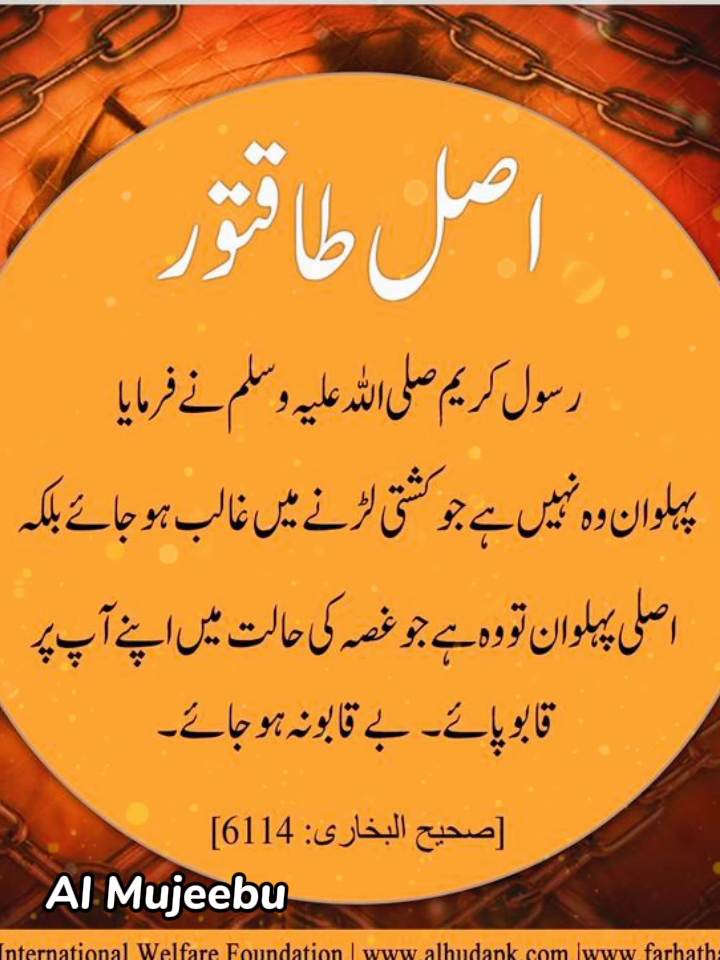 اصل طاقتور
رسول کریم صلی اللہ علیہ وسلم نے فرمایا
پہلوان وہ نہیں ہے جو کشتی لڑنے میں غالب ہو جائے بلکہ
اصلی پہلوان تو وہ ہے جو غصہ کی حالت میں اپنے آپ پر
قابو پائے۔ بے قابو نہ ہو جائے۔
[صحیح البخاری: 6114]
Al Mujeebu
International Welfare Foundation | www.alhudapk.com |www.farhatha